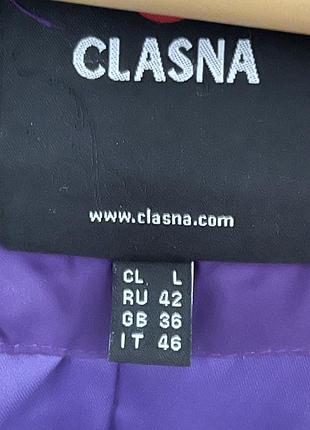 CLASNA
www.clasna.com
CL L
RU 42
GB 36
IT 46